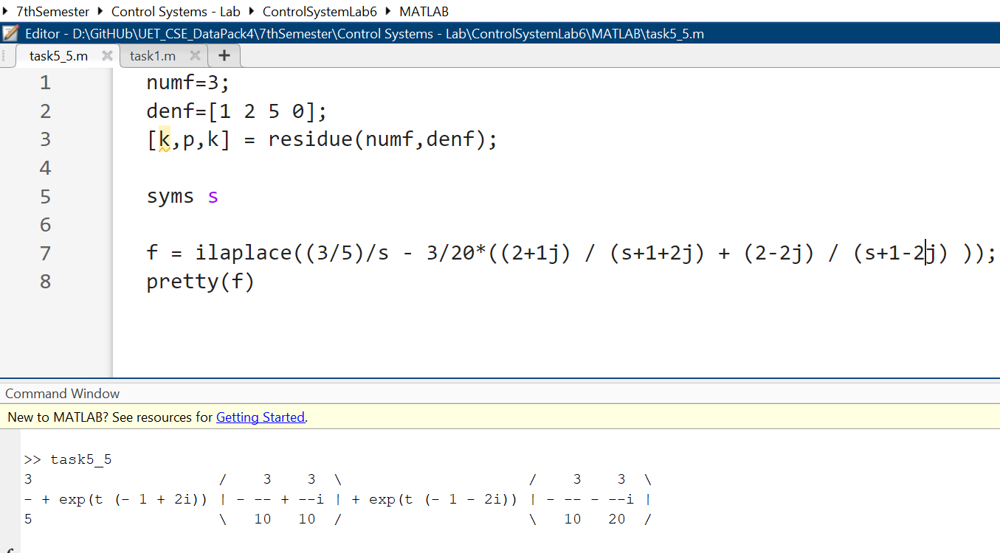 7thSemester Control Systems - Lab ControlSystemLab6 MATLAB
Editor - D:\GitHUb\UET_CSE_DataPack4\7thSemester\Control Systems - Lab\ControlSystemLab6\MATLAB\task5_5.m
task5_5.m task1.m +
1 numf=3;
2 denf=[1 2 5 0];
3 [k,p,k] = residue(numf,denf);
4
5 syms s
6
7 f = ilaplace((3/5)/s - 3/20*((2+1j) / (s+1+2j) + (2-2j) / (s+1-2j) ));
8 pretty(f)
Command Window
New to MATLAB? See resources for Getting Started.
>> task5_5
3                      /    3    3  \                      /    3    3  \
- + exp(t (- 1 + 2i)) | - -- + --i | + exp(t (- 1 - 2i)) | - -- - --i |
5                      \   10   10  /                      \   10   20  /